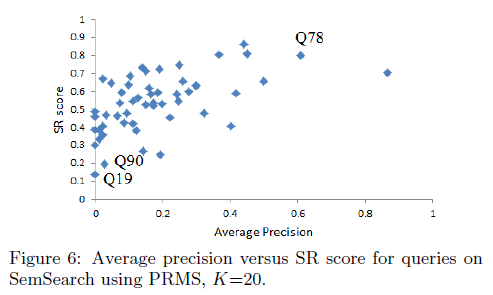 1
0.9
0.8
0.7
0.6
0.5
0.4
0.3
0.2
0.1
0
SR score
Q78
Q90
Q19
0 0.2 0.4 0.6 0.8 1
Average Precision
Figure 6: Average precision versus SR score for queries on
SemSearch using PRMS, K=20.